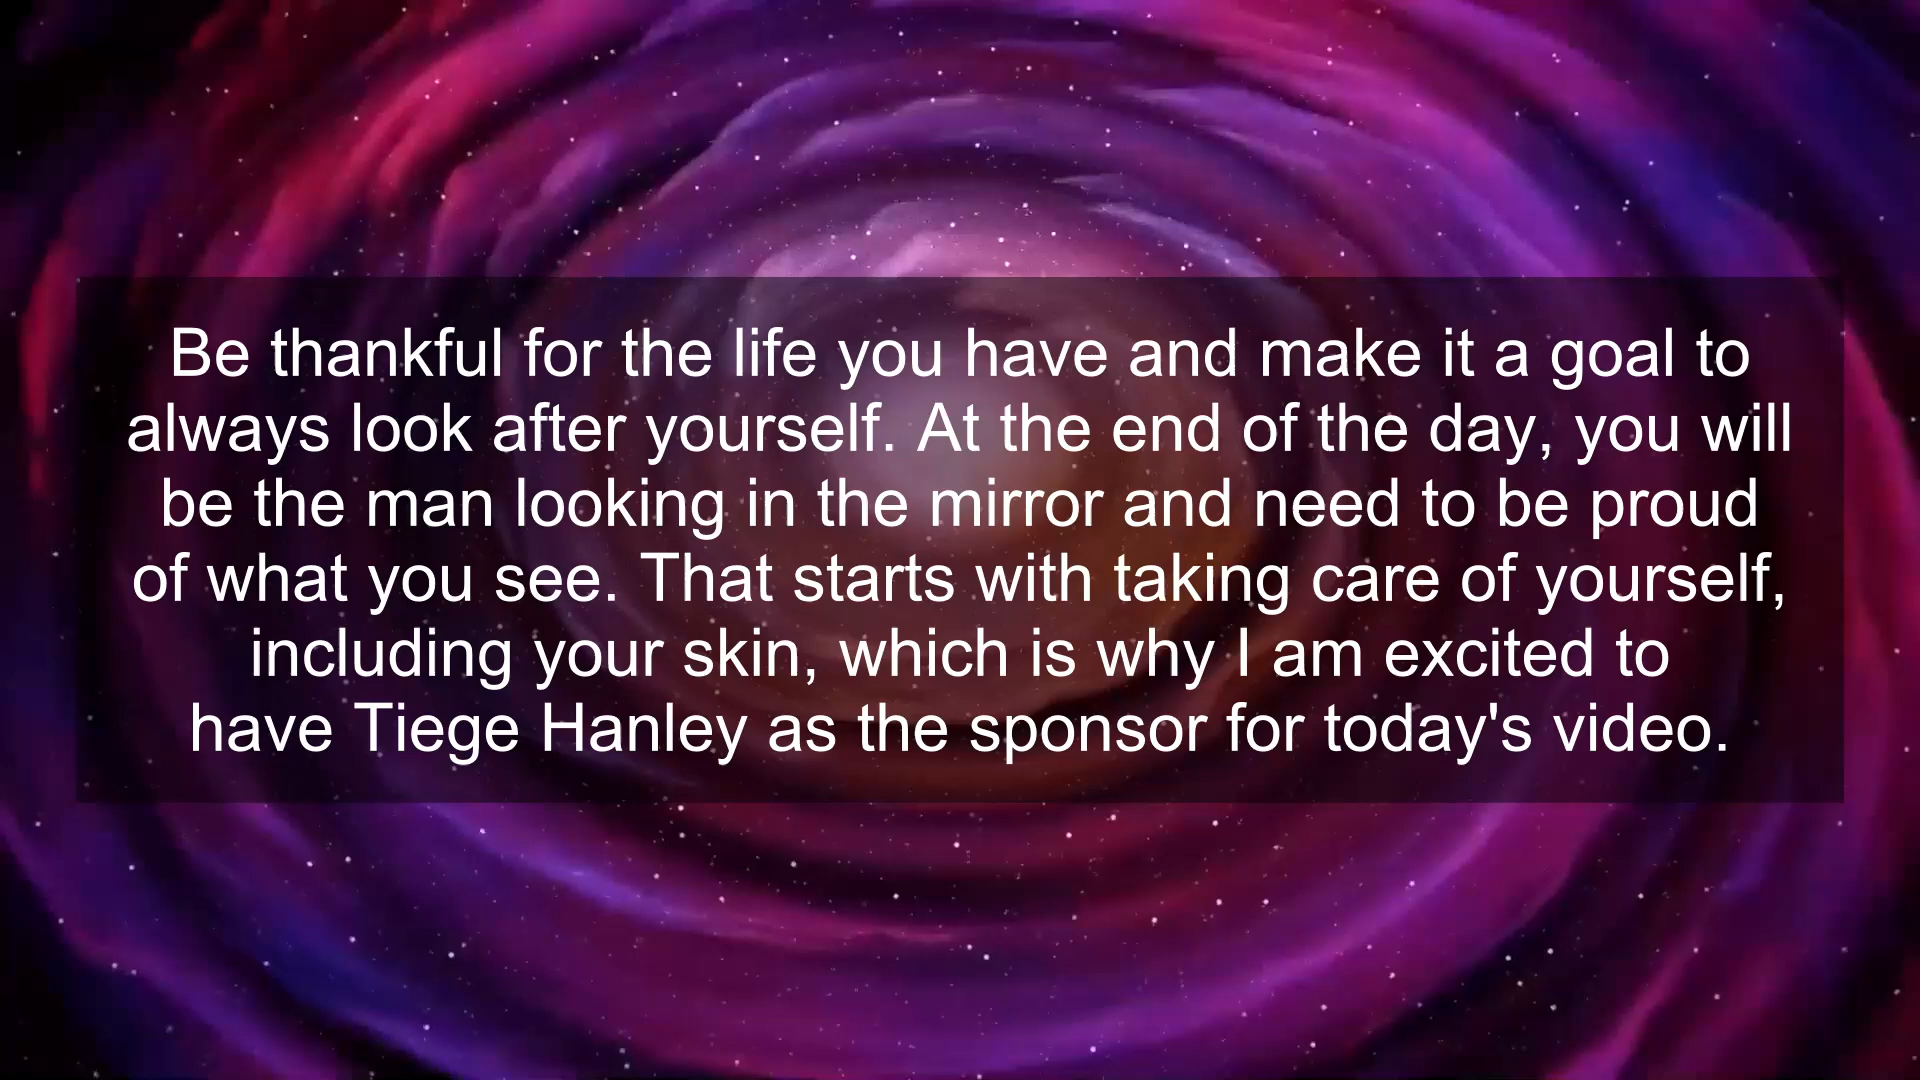 Be thankful for the life you have and make it a goal to
always look after yourself. At the end of the day, you will
be the man looking in the mirror and need to be proud
of what you see. That starts with taking care of yourself,
including your skin, which is why I am excited to
have Tiege Hanley as the sponsor for today's video.